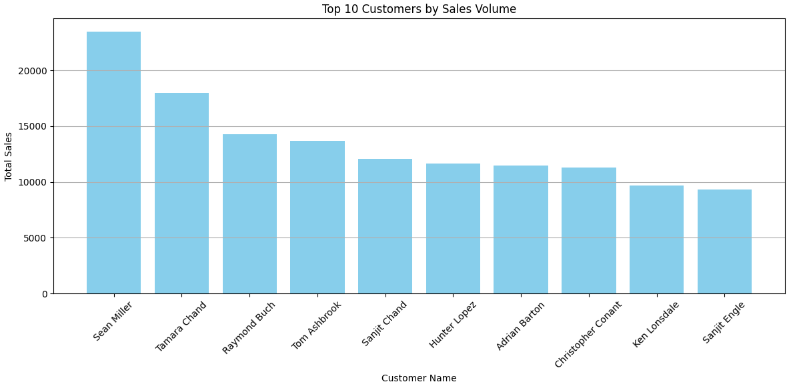 Top 10 Customers by Sales Volume
Total Sales
20000
15000
10000
5000
0
Sean Miller
Tamara Chand
Raymond Buch
Tom Ashbrook
Sanjit Chand
Hunter Lopez
Adrian Barton
Christopher Conant
Ken Lonsdale
Sanjit Engle
Customer Name